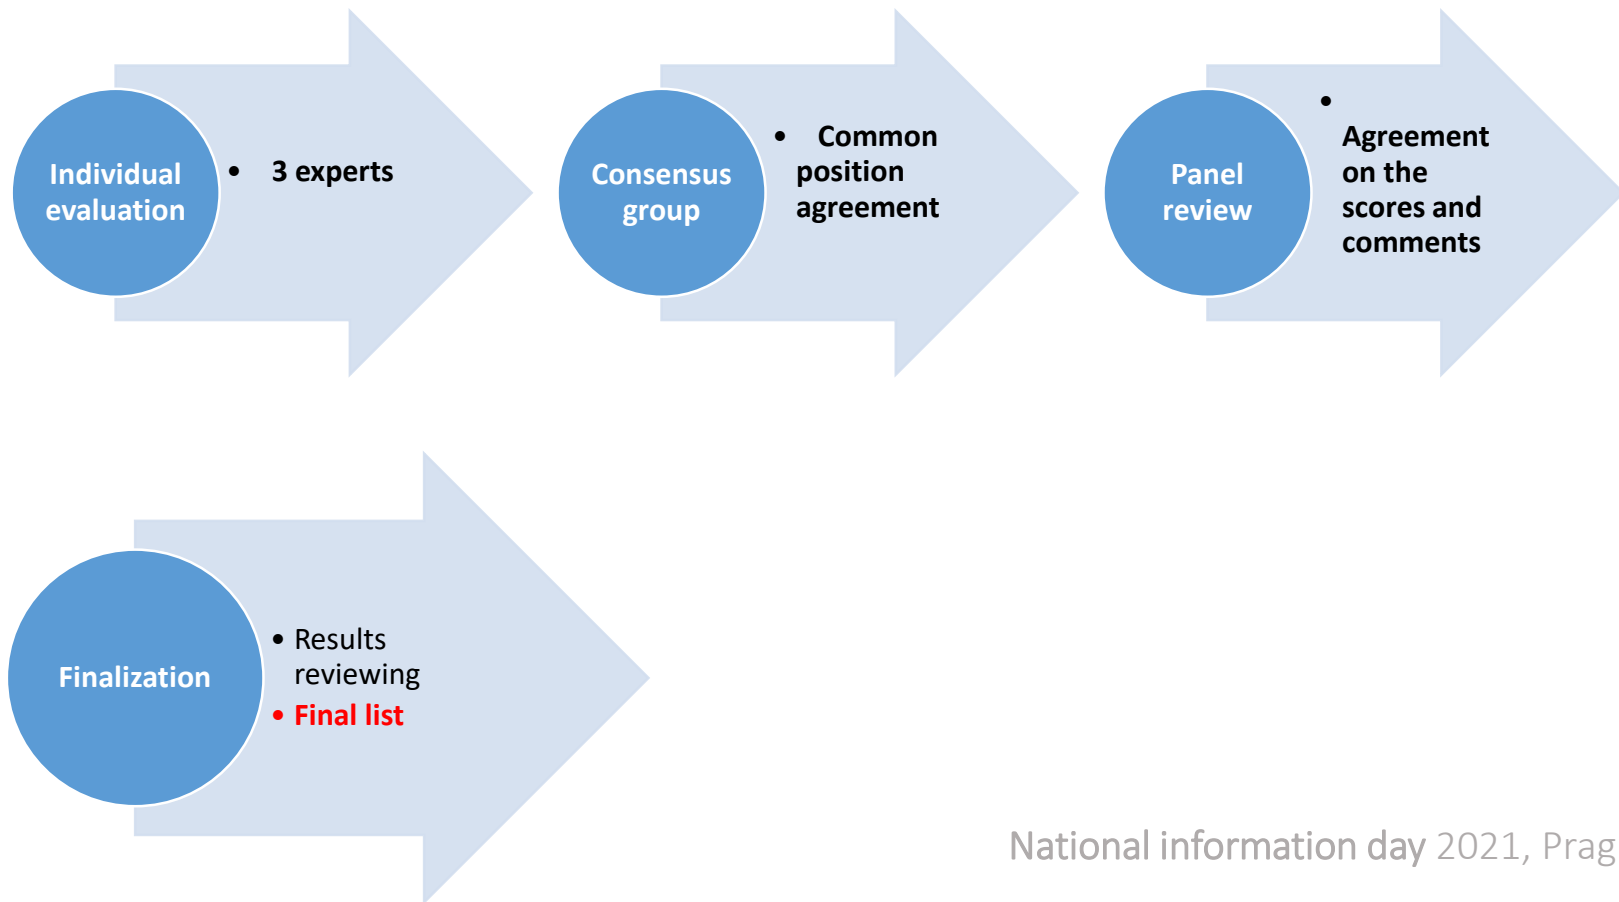 Individual
evaluation
• 3 experts
Consensus
group
• Common
position
agreement
Panel
review
•
Agreement
on the
scores and
comments
Finalization
• Results
reviewing
• Final list
National information day 2021, Prag